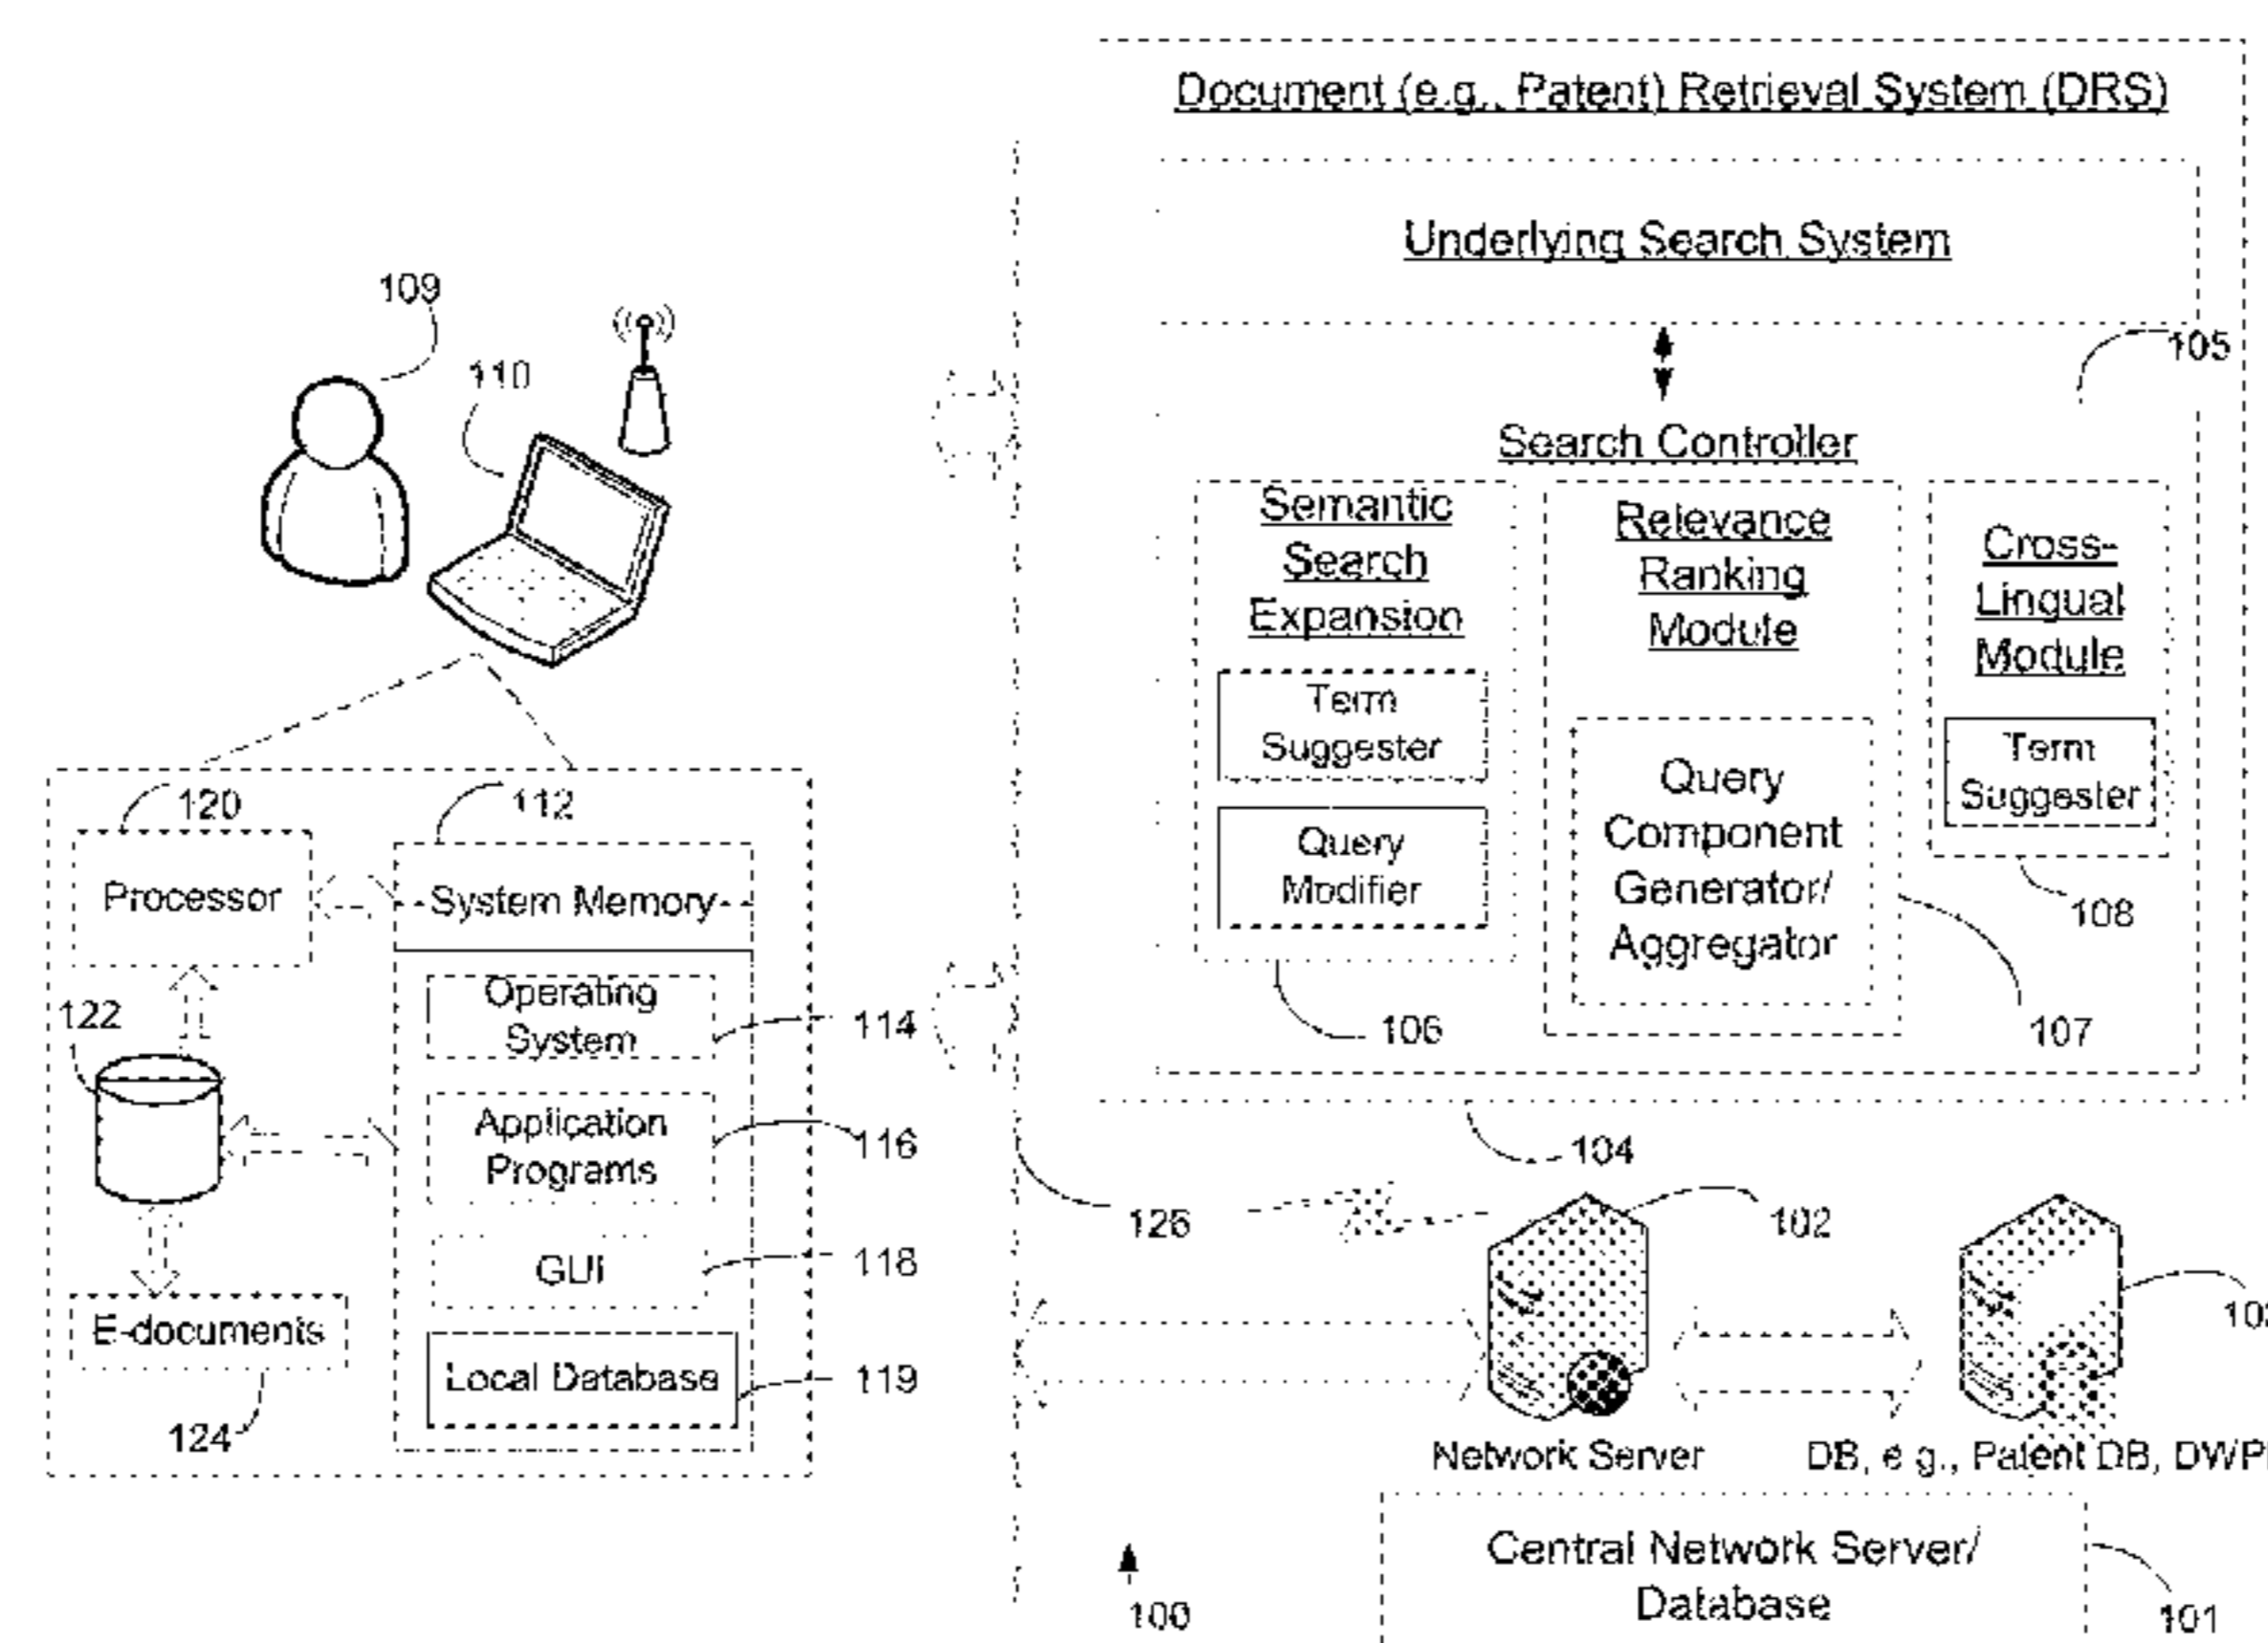 Document (e.g., Patent) Retrieval System (DRS)
Underlying Search System
105
Search Controller
Semantic
Search
Expansion
Term
Suggester
Query
Modifier
106
Relevance
Ranking
Module
Query
Component
Generator/
Aggregator
107
Cross-
Lingual
Module
Term
Suggester
108
104
109
110
120
112
Processor
System Memory
122
Operating
System
114
Application
Programs
116
GUI
118
E-documents
Local Database
119
124
126
102
Network Server
DB, e.g., Patent DB, DWPI
Central Network Server/
Database
100
101